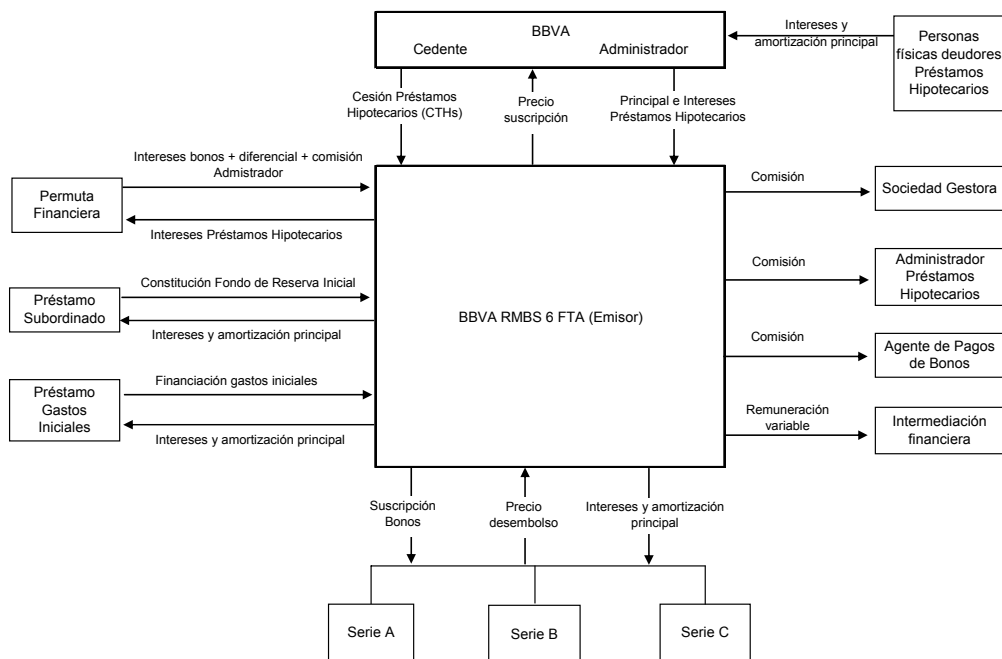 BBVA
Cedente
Administrador
Intereses y
amortización principal
Personas
físicas deudores
Préstamos
Hipotecarios
Cesión Préstamos
Hipotecarios (CTHs)
Precio
suscripción
Principal e Intereses
Préstamos Hipotecarios
Permuta
Financiera
Intereses bonos + diferencial + comisión
Admistrador
Intereses Préstamos Hipotecarios
Préstamo
Subordinado
Constitución Fondo de Reserva Inicial
Intereses y amortización principal
Préstamo
Gastos
Iniciales
Financiación gastos iniciales
Intereses y amortización principal
BBVA RMBS 6 FTA (Emisor)
Comisión
Sociedad Gestora
Comisión
Administrador
Préstamos
Hipotecarios
Comisión
Agente de Pagos
de Bonos
Remuneración
variable
Intermediación
financiera
Suscripción
Bonos
Precio
desembolso
Intereses y amortización
principal
Serie A
Serie B
Serie C